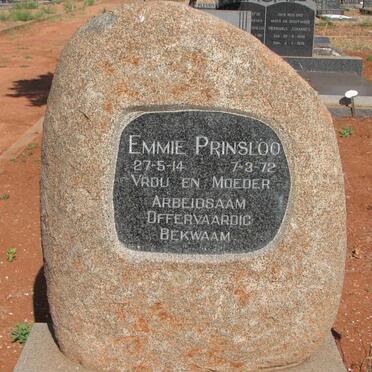 EMMIE PRINSLOO
27-5-14 7-3-72
VROU EN MOEDER
ARBEIDSAAM
OFFERVAARDIG
BEKWAAM